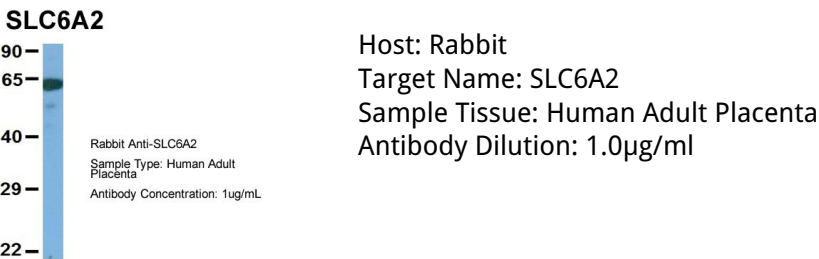 SLC6A2
90
65
40
29
22
Rabbit Anti-SLC6A2
Sample Type: Human Adult
Placenta
Antibody Concentration: 1ug/mL
Host: Rabbit
Target Name: SLC6A2
Sample Tissue: Human Adult Placenta
Antibody Dilution: 1.0μg/ml